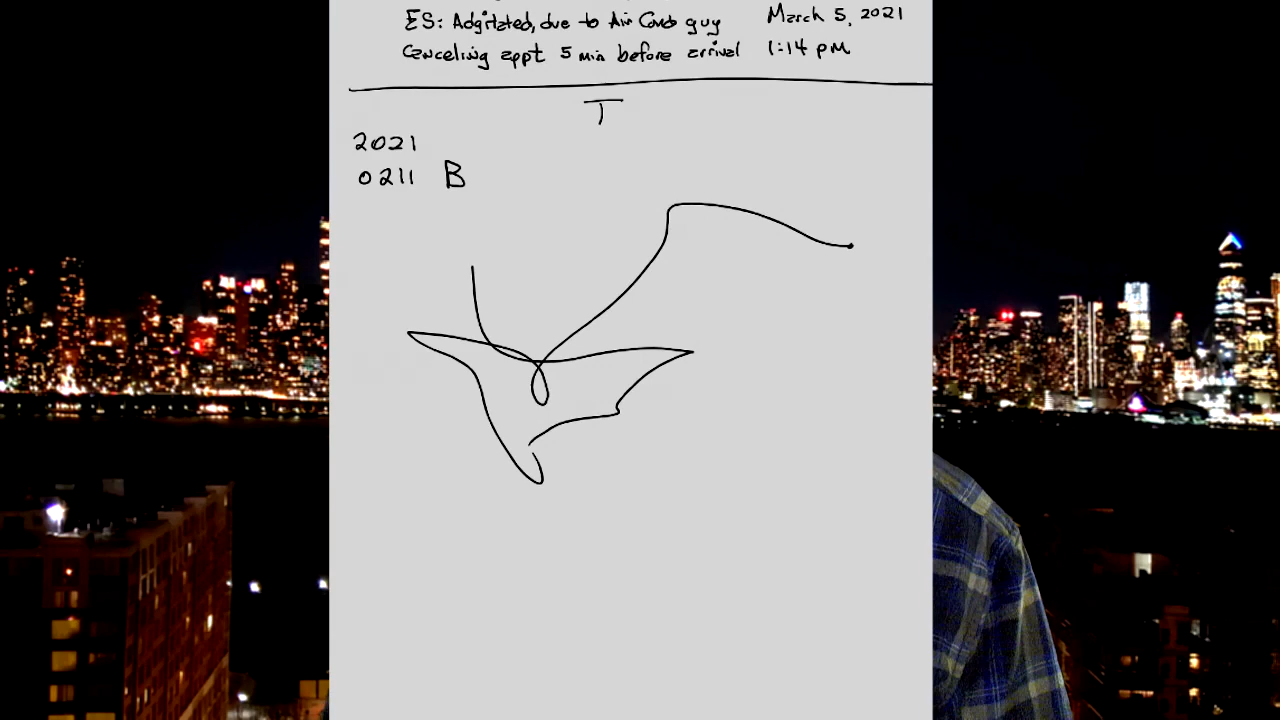 ES: Adgitated, due to Air Cond guy
Canceling appt 5 min before arrival
March 5, 2021
1:14 pm
T
2021
0211 B